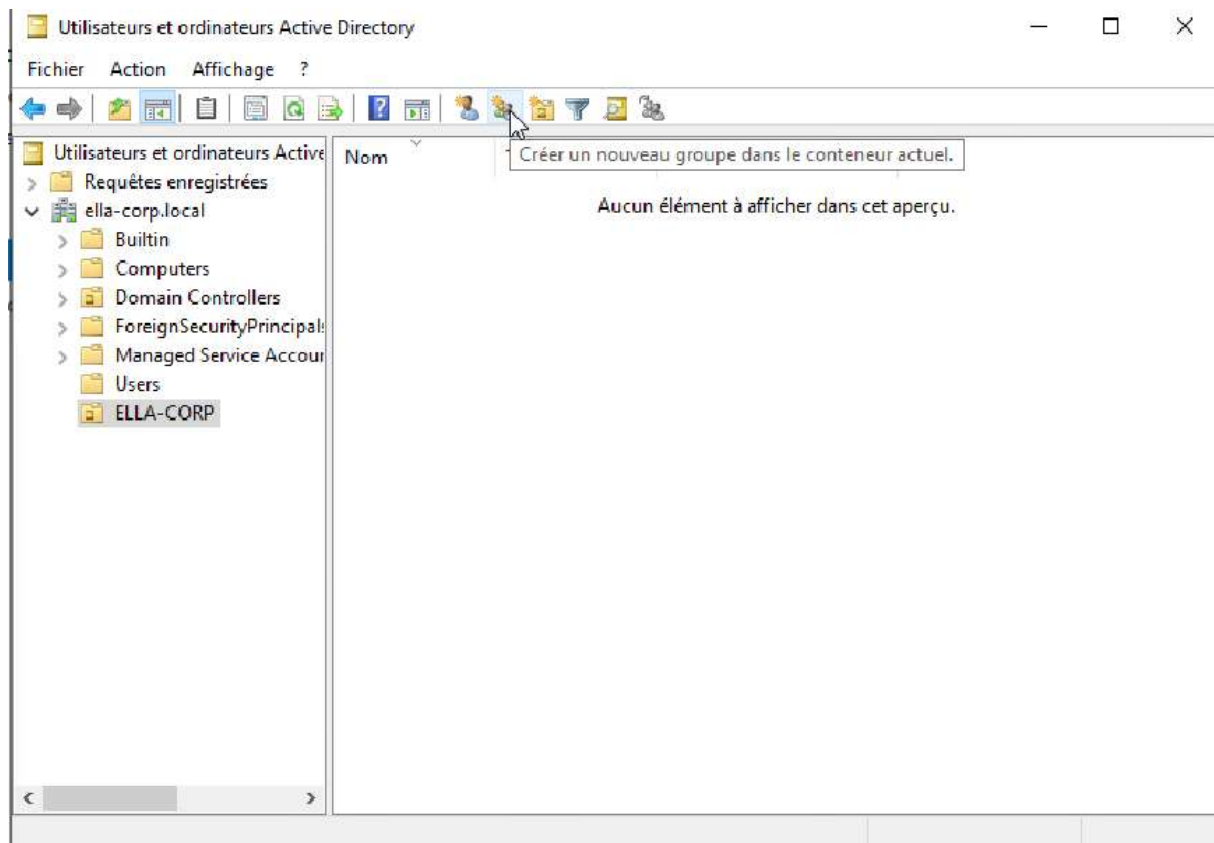 Utilisateurs et ordinateurs Active Directory
Fichier Action Affichage ?
Utilisateurs et ordinateurs Active
Nom
Créer un nouveau groupe dans le conteneur actuel.
Requêtes enregistrées
Aucun élément à afficher dans cet aperçu.
ella-corp.local
Builtin
Computers
Domain Controllers
ForeignSecurityPrincipal
Managed Service Accou
Users
ELLA-CORP